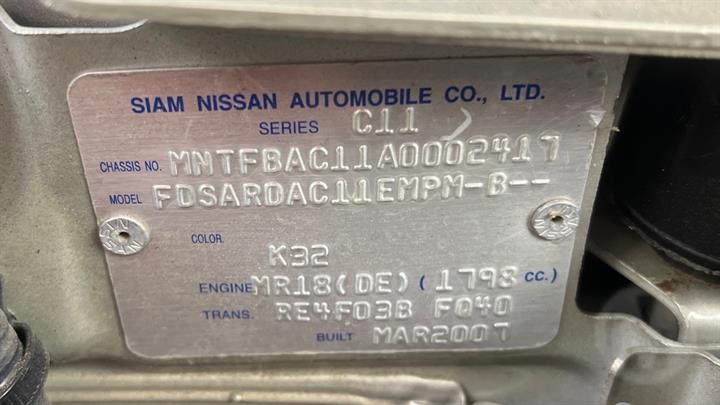 SIAM NISSAN AUTOMOBILE CO., LTD.
SERIES C11
CHASSIS NO. MNTFBAC11A0002417
MODEL FDSARDAC11EMPM-B--
COLOR
K32
ENGINE MR18(DE) ( 1798 CC.)
TRANS. RE4F03B FQ40
BUILT MAR2007